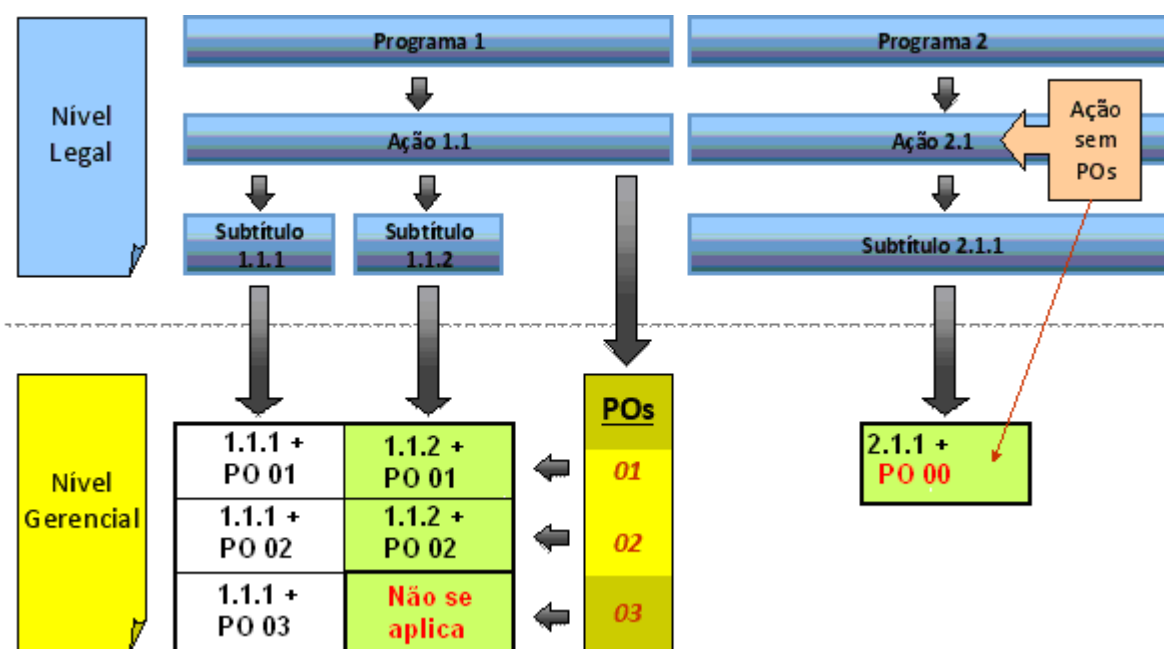 Programa 1
Programa 2
Nível
Legal
Ação 1.1
Ação 2.1
Ação
sem
POs
Subtítulo
1.1.1
Subtítulo
1.1.2
Subtítulo 2.1.1
Nível
Gerencial
1.1.1 +
PO 01
1.1.2 +
PO 01
1.1.1 +
PO 02
1.1.2 +
PO 02
1.1.1 +
PO 03
Não se
aplica
POs
01
02
03
2.1.1 +
PO 00